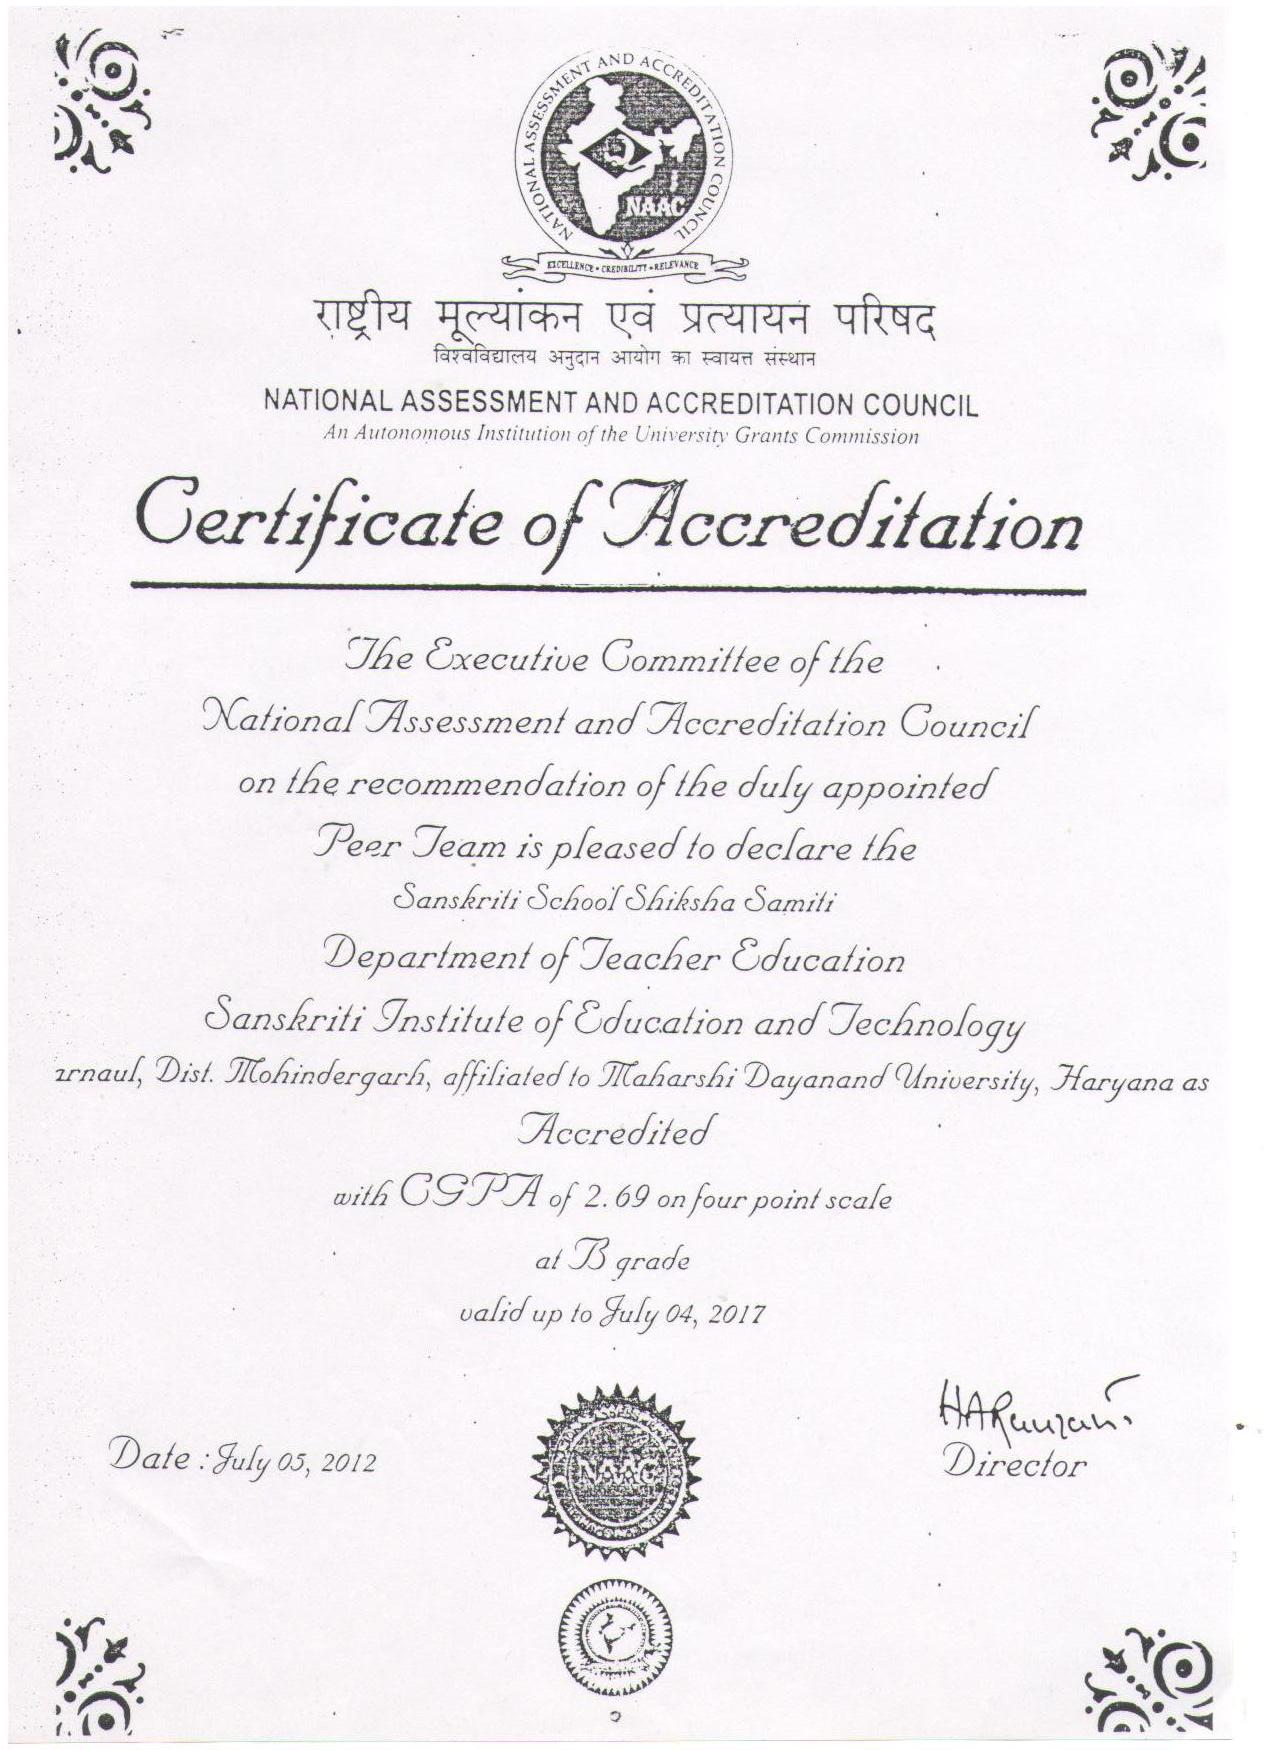 NATIONAL ASSESSMENT AND ACCREDITATION COUNCIL
NAAC
EXCELLENCE • CREDIBILITY • RELEVANCE
राष्ट्रीय मूल्यांकन एवं प्रत्यायन परिषद
विश्वविद्यालय अनुदान आयोग का स्वायत्त संस्थान
NATIONAL ASSESSMENT AND ACCREDITATION COUNCIL
An Autonomous Institution of the University Grants Commission
Certificate of Accreditation
The Executive Committee of the
National Assessment and Accreditation Council
on the recommendation of the duly appointed
Peer Team is pleased to declare the
Sanskriti School Shiksha Samiti
Department of Teacher Education
Sanskriti Institute of Education and Technology
Dist. Mohindergarh, affiliated to Maharshi Dayanand University, Haryana as
Accredited
with CGPA of 2.69 on four point scale
at B grade
valid up to July 04, 2017
Date : July 05, 2012
NAAC
Director